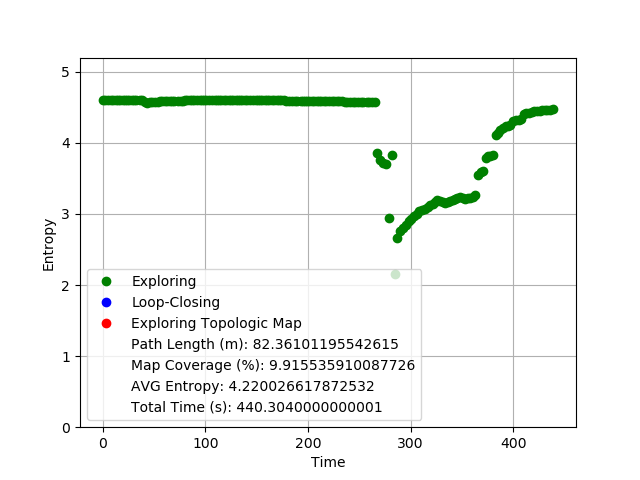 5
4
3
2
1
0
Entropy
Exploring
Loop-Closing
Exploring Topologic Map
Path Length (m): 82.36101195542615
Map Coverage (%): 9.915535910087726
AVG Entropy: 4.220026617872532
Total Time (s): 440.3040000000001
0 100 200 300 400
Time